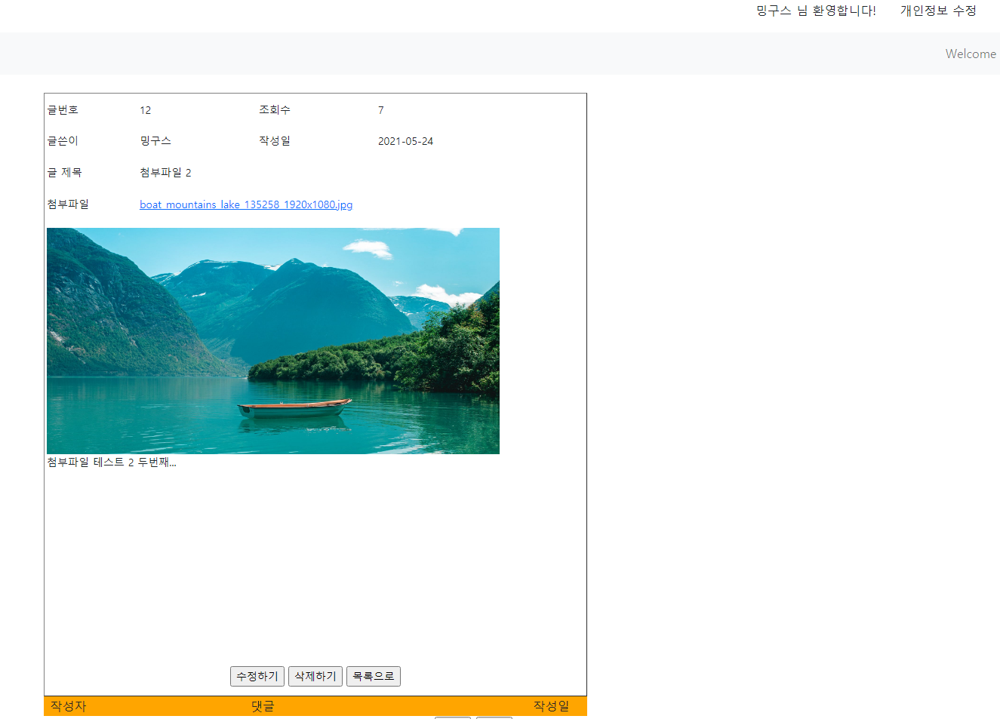 밍구스 님 환영합니다! 개인정보 수정
Welcome
글번호 12 조회수 7
글쓴이 밍구스 작성일 2021-05-24
글 제목 첨부파일 2
첨부파일 boat_mountains_lake_135258_1920x1080.jpg
첨부파일 테스트 2 두번째...
수정하기 삭제하기 목록으로
작성자 댓글 작성일